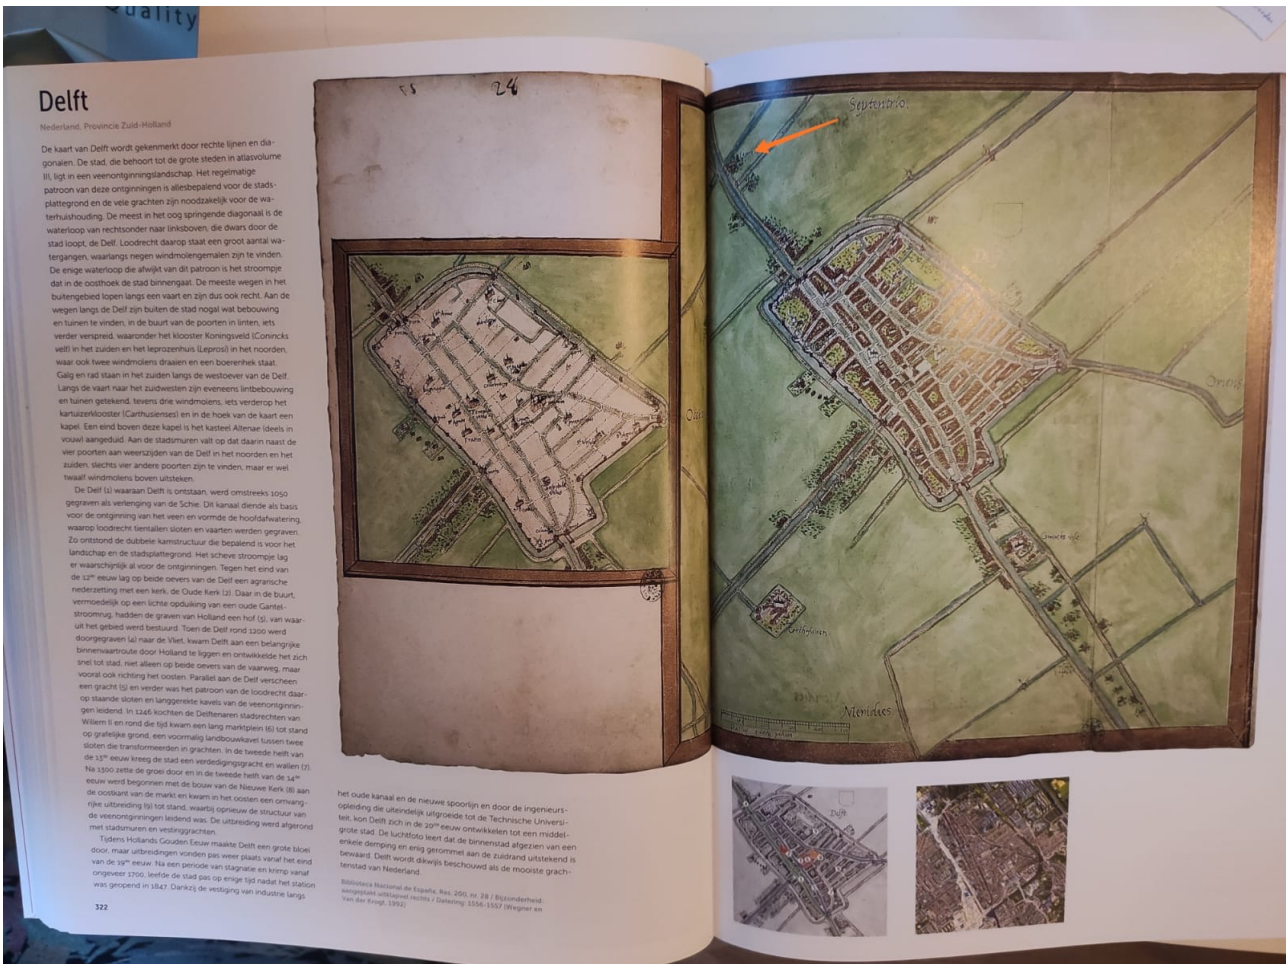 Quality
Delft
Nederland, Provincie Zuid-Holland
De kaart van Delft wordt gekenmerkt door rechte lijnen en dia-
gonalen. De stad, die behoort tot de grote steden in atlasvolume
III, ligt in een veenontginningslandschap. Het regelmatige
patroon van deze ontginningen is allesbepalend voor de stads-
plattegrond en de vele grachten zijn noodzakelijk voor de wa-
terhuishouding. De meest in het oog springende diagonaal is de
waterloop van rechtsonder naar linksboven, die dwars door de
stad loopt, de Delf. Loodrecht daarop staat een groot aantal wa-
tergangen, waarlangs negen windmolengemalen zijn te vinden.
De enige waterloop die afwijkt van dit patroon is het stroompje
dat in de oosthoek de stad binnengaat. De meeste wegen in het
buitengebied lopen langs een vaart en zijn dus ook recht. Aan de
wegen langs de Delf zijn buiten de stad nogal wat bebouwing
en tuinen te vinden, in de buurt van de poorten in linten, iets
verder verspreid, waaronder het klooster Koningsveld (Conincks
velt) in het zuiden en het leprozenhuis (Leprosi) in het noorden,
waar ook twee windmolens draaien en een boerenhek staat.
Galg en rad staan in het zuiden langs de westoever van de Delf.
Langs de vaart naar het zuidwesten zijn eveneens lintbebouwing
en tuinen getekend, tevens drie windmolens, iets verderop het
kartuizerklooster (Carthusienses) en in de hoek van de kaart een
kapel. Een eind boven deze kapel is het kasteel Altenae (deels in
vouw) aangeduid. Aan de stadsmuren valt op dat daarin naast de
vier poorten aan weerszijden van de Delf in het noorden en het
zuiden, slechts vier andere poorten zijn te vinden, maar er wel
twaalf windmolens boven uitsteken.
De Delf (1) waaraan Delft is ontstaan, werd omstreeks 1050
gegraven als verlenging van de Schie. Dit kanaal diende als basis
voor de ontginning van het veen en vormde de hoofdafwatering,
waarop loodrecht tientallen sloten en vaarten werden gegraven.
Zo ontstond de dubbele kamstructuur die bepalend is voor het
landschap en de stadsplattegrond. Het scheve stroompje lag
er waarschijnlijk al voor de ontginningen. Tegen het eind van
de 12de eeuw lag op beide oevers van de Delf een agrarische
nederzetting met een kerk, de Oude Kerk (2). Daar in de buurt,
vermoedelijk op een lichte opduiking van een oude Gantel-
stroomrug, hadden de graven van Holland een hof (3), van waar-
uit het gebied werd bestuurd. Toen de Delf rond 1200 werd
doorgegraven (4) naar de Vliet, kwam Delft aan een belangrijke
binnenvaartroute door Holland te liggen en ontwikkelde het zich
snel tot stad, niet alleen op beide oevers van de vaarweg, maar
vooral ook richting het oosten. Parallel aan de Delf verscheen
een gracht (5) en verder was het patroon van de loodrecht daar-
op staande sloten en langgerekte kavels van de veenontginnin-
gen leidend. In 1246 kochten de Delftenaren stadsrechten van
Willem II en rond die tijd kwam een lang marktplein (6) tot stand
op grafelijke grond, een voormalig landbouwkavel tussen twee
sloten die transformeerden in grachten. In de tweede helft van
de 13de eeuw kreeg de stad een verdedigingsgracht en wallen (7).
Na 1300 zette de groei door en in de tweede helft van de 14de
eeuw werd begonnen met de bouw van de Nieuwe Kerk (8) aan
de oostkant van de markt en kwam in het oosten een omvang-
rijke uitbreiding (9) tot stand, waarbij opnieuw de structuur van
de veenontginningen leidend was. De uitbreiding werd afgerond
met stadsmuren en vestinggrachten.
Tijdens Hollands Gouden Eeuw maakte Delft een grote bloei
door, maar uitbreidingen vonden pas weer plaats vanaf het eind
van de 19de eeuw. Na een periode van stagnatie en krimp vanaf
ongeveer 1700, leefde de stad pas op enige tijd nadat het station
was geopend in 1847. Dankzij de vestiging van industrie langs
322
het oude kanaal en de nieuwe spoorlijn en door de ingenieurs-
opleiding die uiteindelijk uitgroeide tot de Technische Universi-
teit, kon Delft zich in de 20ste eeuw ontwikkelen tot een middel-
grote stad. De luchtfoto leert dat de binnenstad afgezien van een
enkele demping en enig gerommel aan de zuidrand uitstekend is
bewaard. Delft wordt dikwijls beschouwd als de mooiste grach-
tenstad van Nederland.
Biblioteca Nacional de España, Res. 200, nr. 28 / Bijzonderheid:
aangeplakt uitklapvel rechts / Datering: 1556-1557 (Wegner en
Van der Krogt, 1992)
28
Septentrio.
Oriens
Meridies
Delft